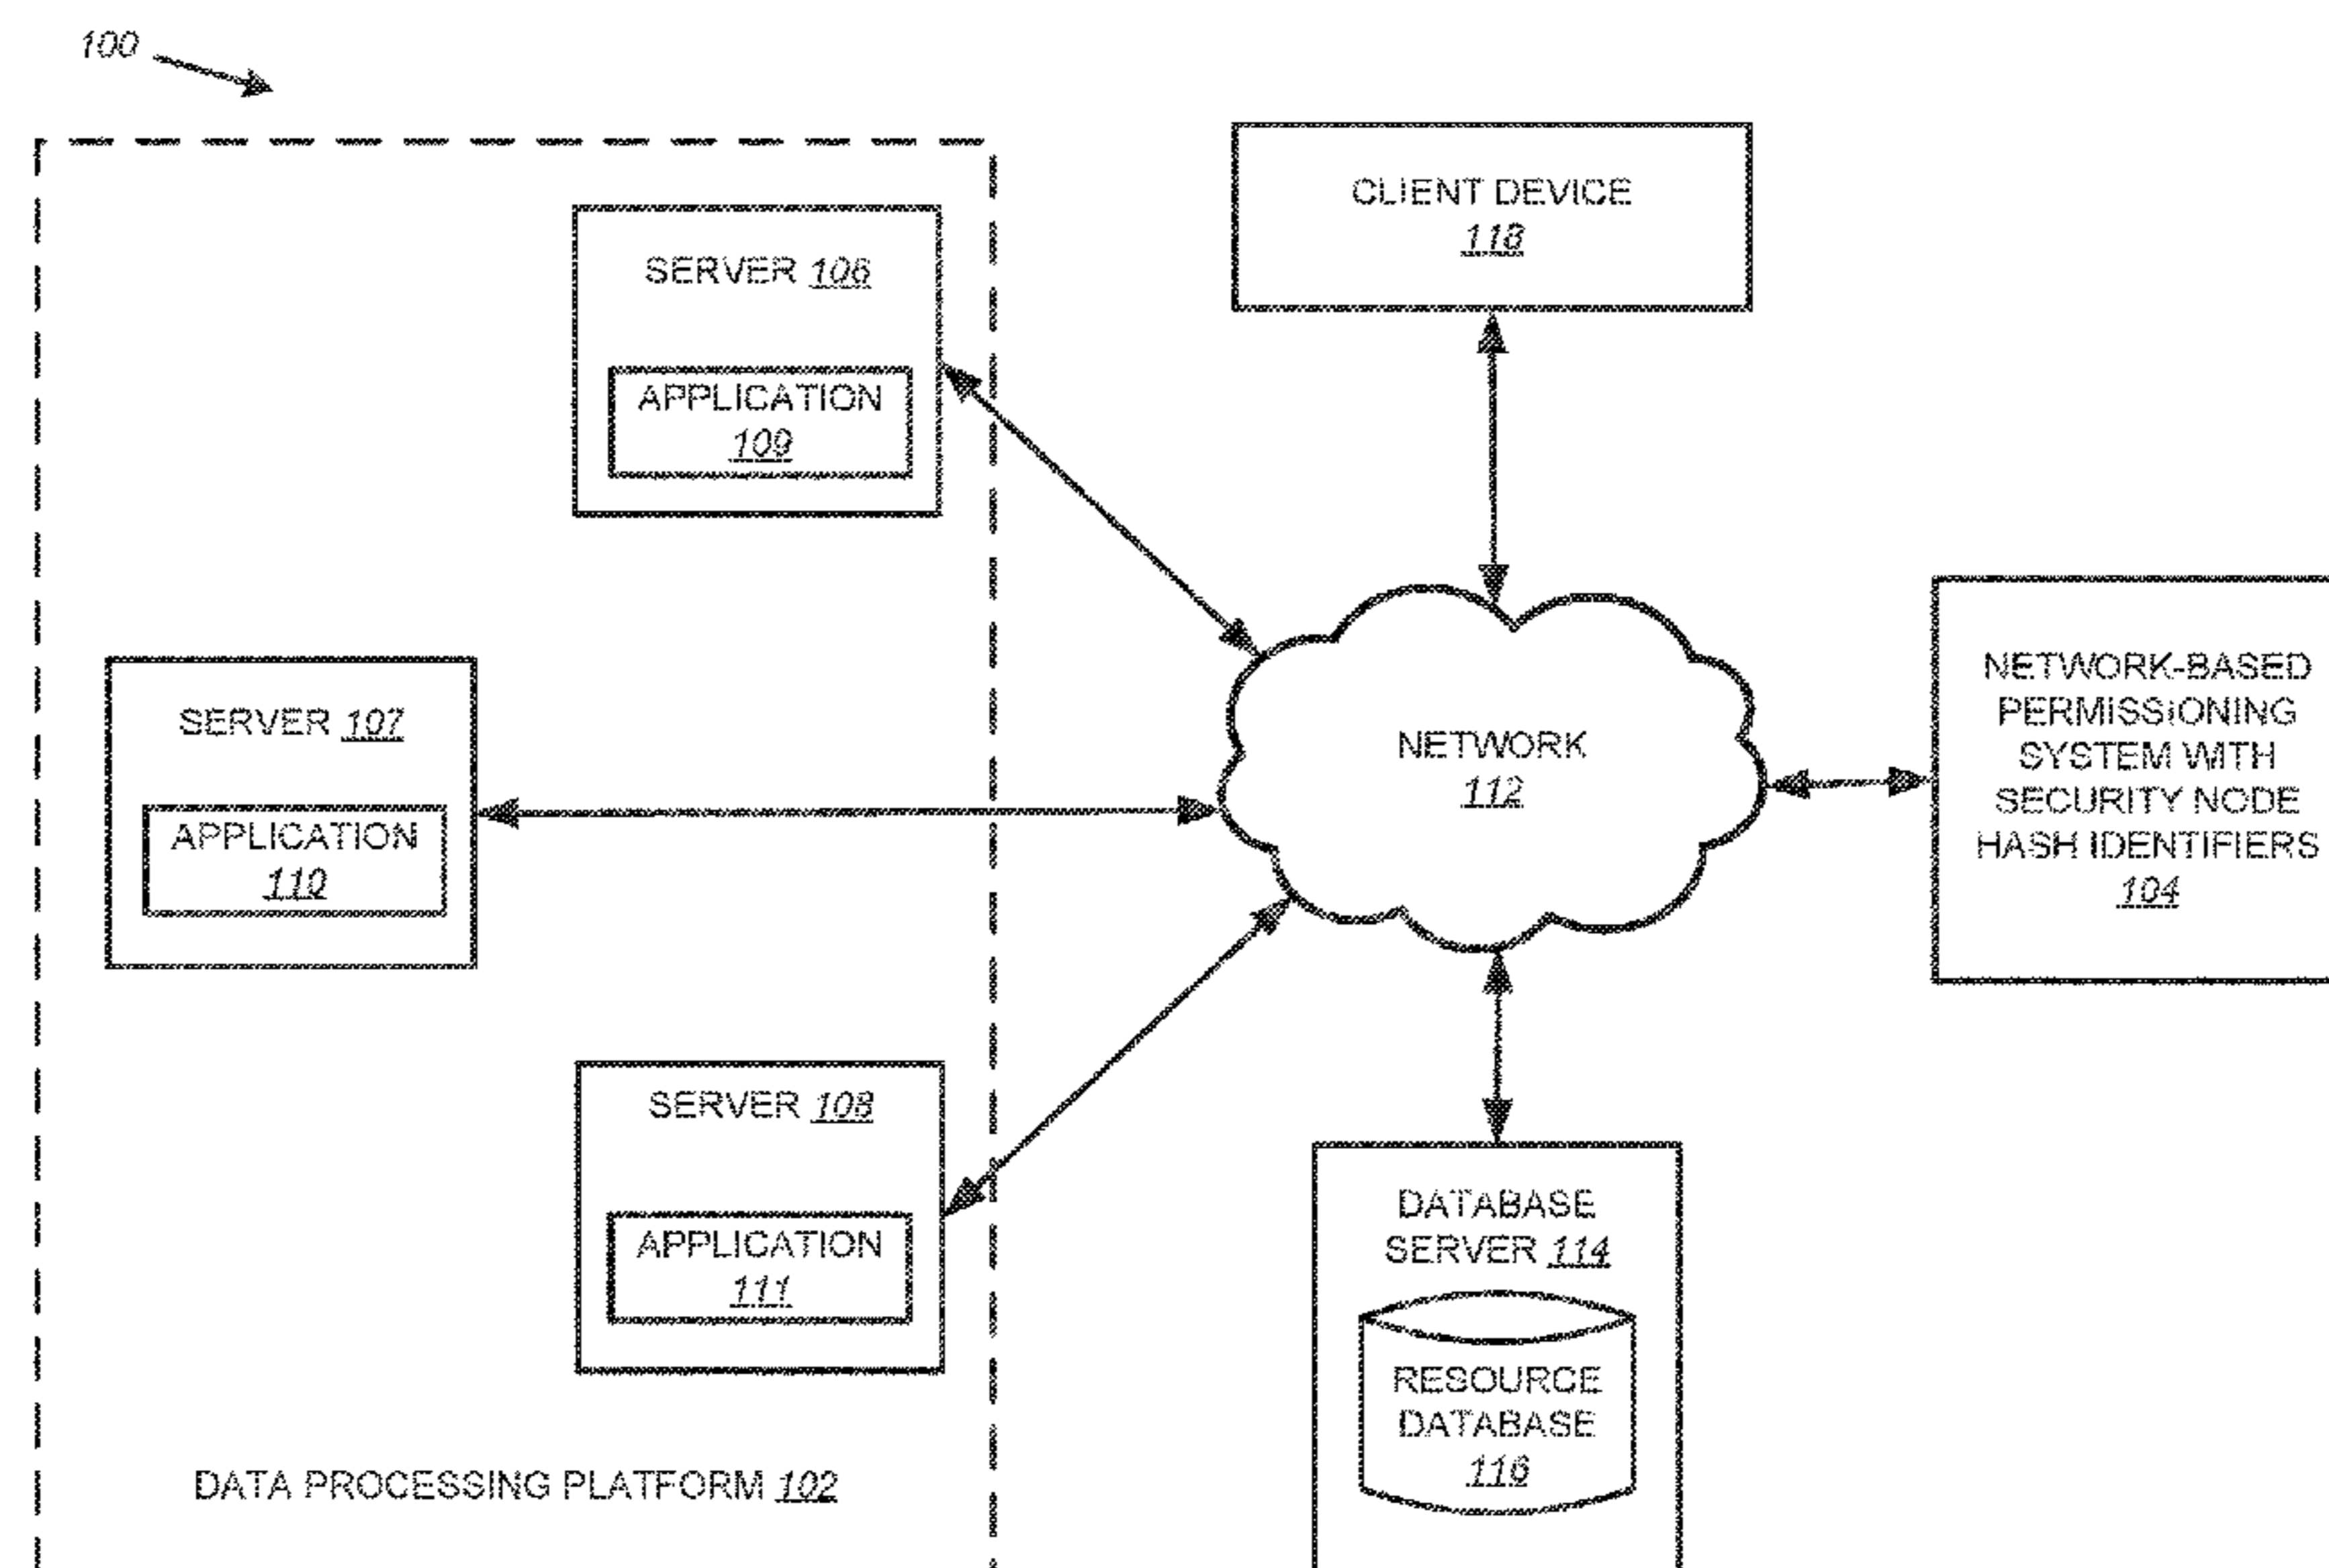 100
CLIENT DEVICE
118
SERVER 106
APPLICATION
109
SERVER 107
APPLICATION
110
NETWORK
112
NETWORK-BASED
PERMISSIONING
SYSTEM WITH
SECURITY NODE
HASH IDENTIFIERS
104
SERVER 108
APPLICATION
111
DATABASE
SERVER 114
RESOURCE
DATABASE
116
DATA PROCESSING PLATFORM 102